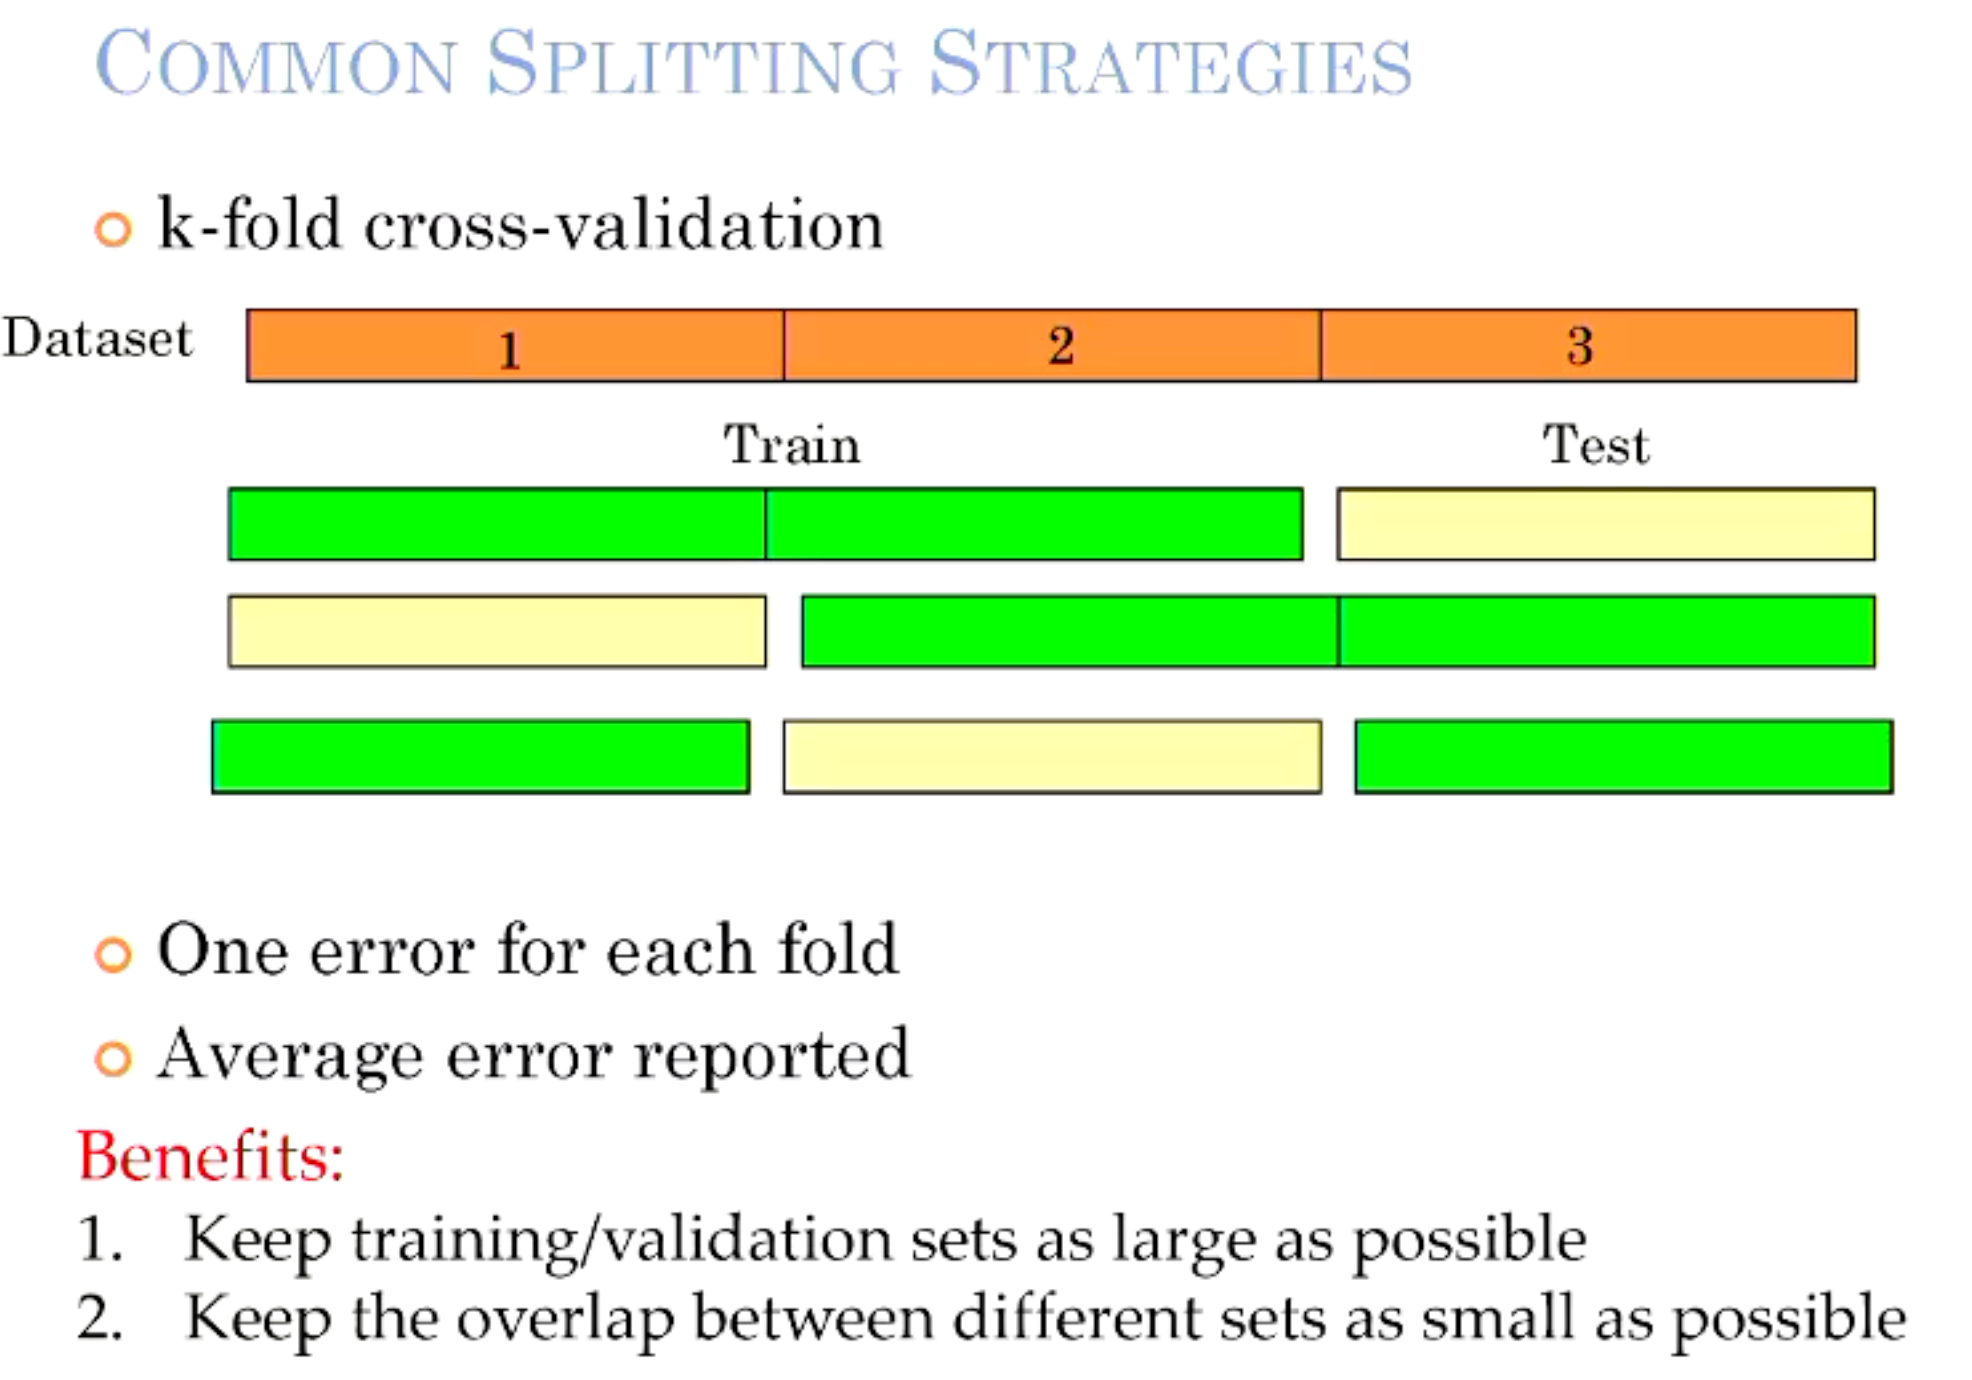 COMMON SPLITTING STRATEGIES
k-fold cross-validation
Dataset 1 2 3
Train Test
One error for each fold
Average error reported
Benefits:
1. Keep training/validation sets as large as possible
2. Keep the overlap between different sets as small as possible